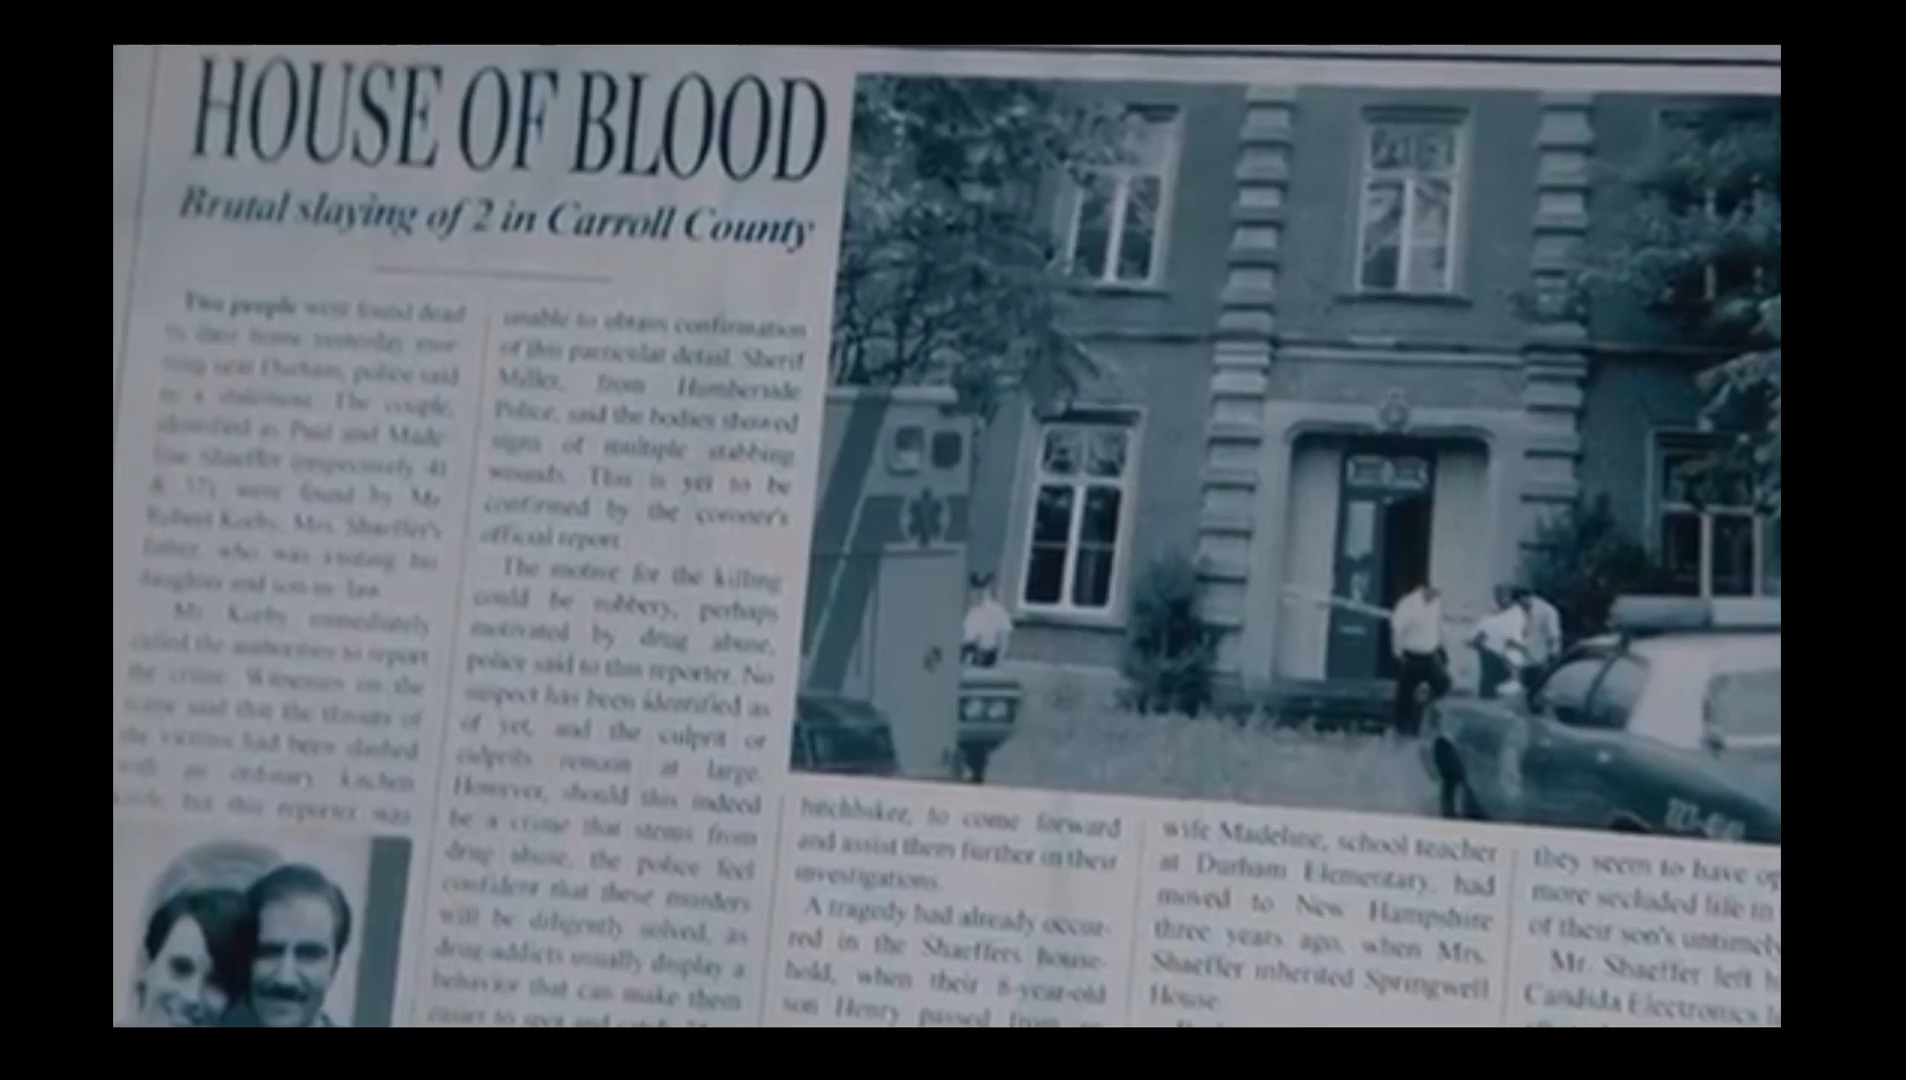 HOUSE OF BLOOD
Brutal slaying of 2 in Carroll County
Two people were found dead
in their home yesterday mor-
ning near Durham, police said
in a statement. The couple,
identified as Paul and Made-
line Shaeffer (respectively 41
& 37), were found by Mr
Robert Korby, Mrs. Shaeffer's
father, who was visiting his
daughter and son-in-law.
Mr Korby immediately
called the authorities to report
the crime. Witnesses on the
scene said that the throats of
the victims had been slashed
with an ordinary kitchen
knife, but this reporter was
unable to obtain confirmation
of this particular detail. Sherif
Miller, from Humberside
Police, said the bodies showed
signs of multiple stabbing
wounds. This is yet to be
confirmed by the coroner's
official report
The motive for the killing
could be robbery, perhaps
motivated by drug abuse,
police said to this reporter. No
suspect has been identified as
of yet, and the culprit or
culprits remain at large.
However, should this indeed
be a crime that stems from
drug abuse, the police feel
confident that these murders
will be diligently solved, as
drug-addicts usually display a
behavior that can make them
easier to spot and
hitchhiker, to come forward
and assist them further in their
investigations.
A tragedy had already occur-
red in the Shaeffers house-
hold, when their 8-year-old
son Henry passed from
wife Madeline, school teacher
at Durham Elementary, had
moved to New Hampshire
three years ago, when Mrs.
Shaeffer inherited Springwell
House.
they seem to have op
more secluded life in
of their son's untimely
Mr. Shaeffer left h
Candida Electronics